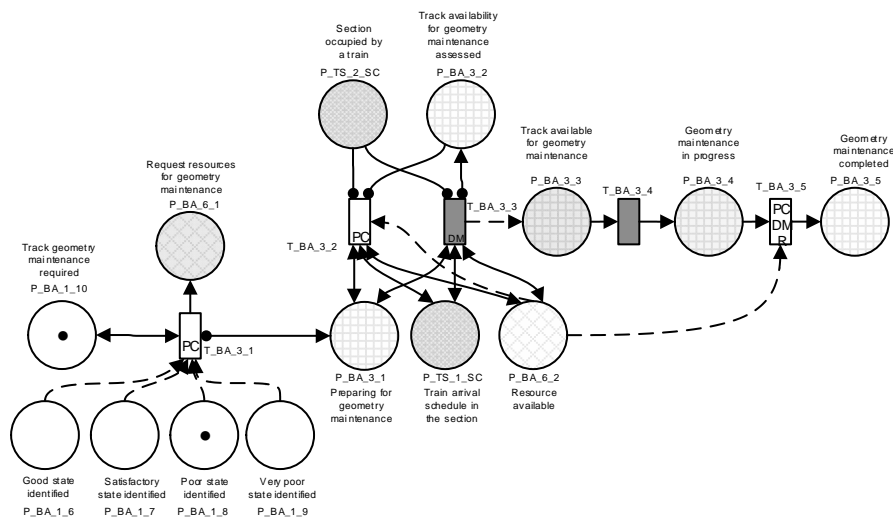 Section
occupied by
a train
P_TS_2_SC
Track availability
for geometry
maintenance
assessed
P_BA_3_2
Request resources
for geometry
maintenance
P_BA_6_1
Track available
for geometry
maintenance
P_BA_3_3
Geometry
maintenance
in progress
P_BA_3_4
Geometry
maintenance
completed
P_BA_3_5
T_BA_3_4
T_BA_3_5
PC
DM
R
T_BA_3_3
T_BA_3_2
PC
DM
Track geometry
maintenance
required
P_BA_1_10
PC
T_BA_3_1
P_BA_3_1
Preparing for
geometry
maintenance
P_TS_1_SC
Train arrival
schedule in
the section
P_BA_6_2
Resource
available
Good state
identified
P_BA_1_6
Satisfactory
state identified
P_BA_1_7
Poor state
identified
P_BA_1_8
Very poor
state identified
P_BA_1_9